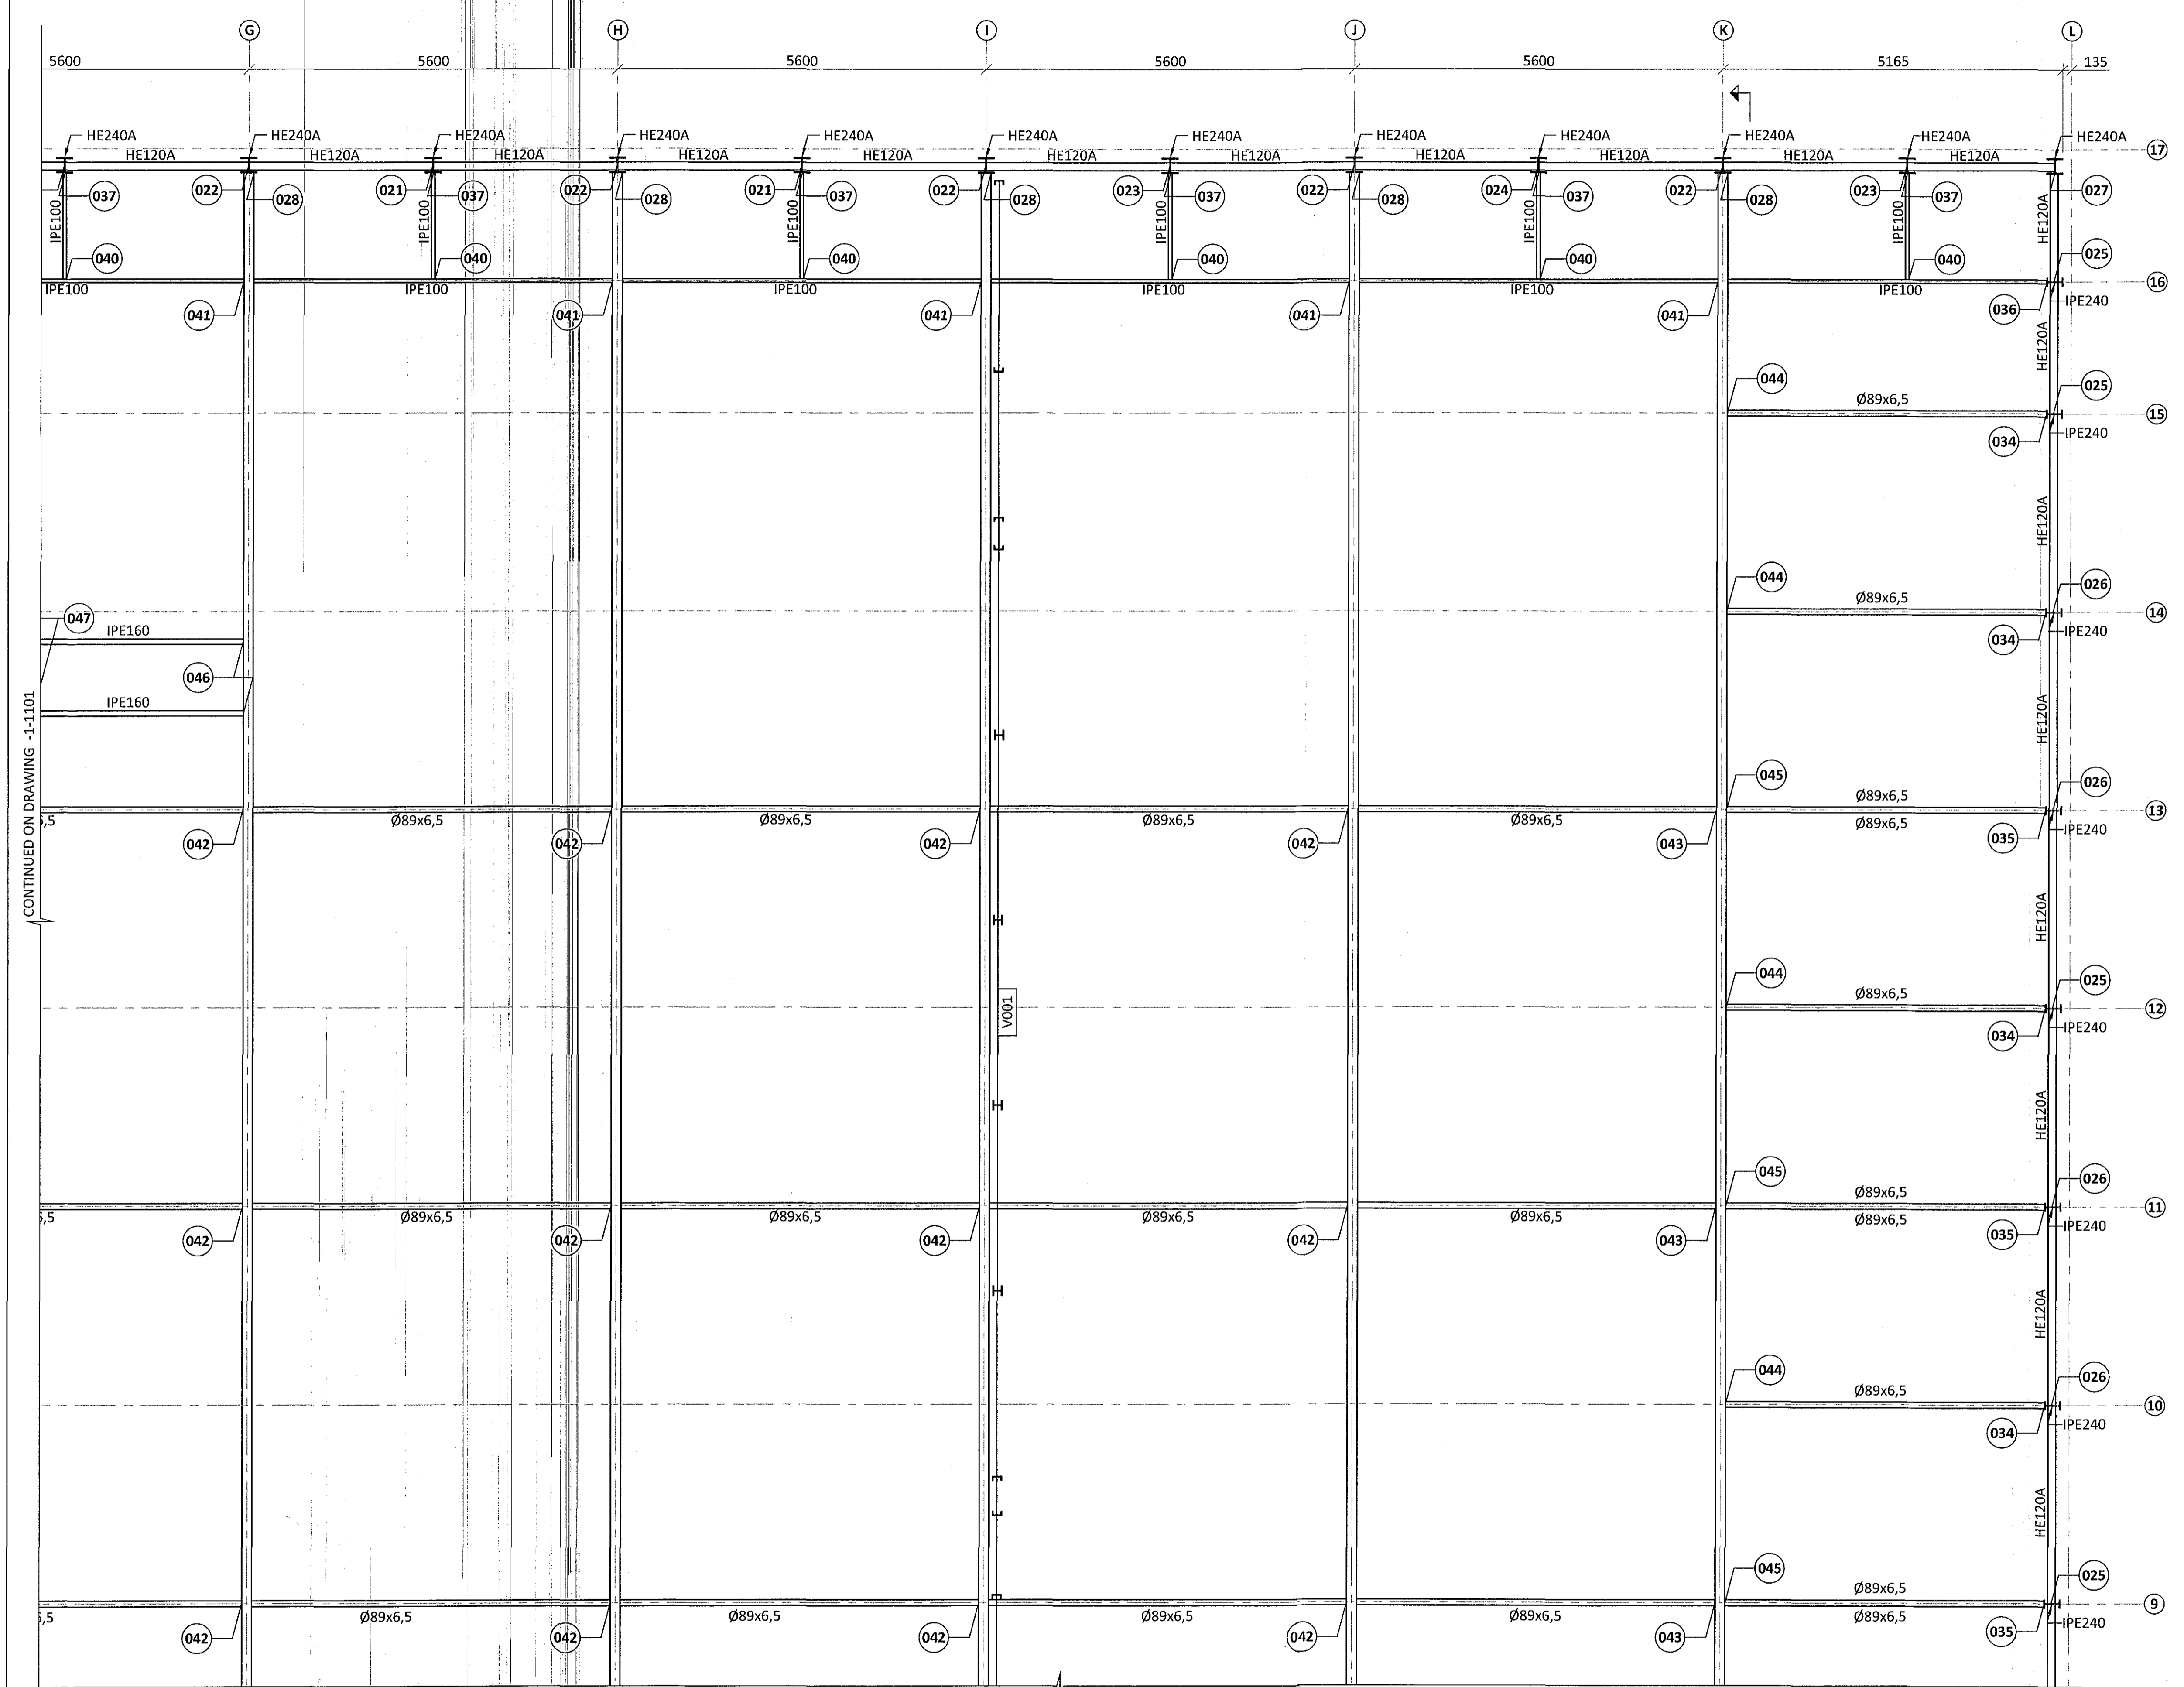 G H I J K L
5600 5600 5600 5600 5600 5165 135
HE240A HE240A HE240A HE240A HE240A HE240A HE240A HE240A HE240A HE240A HE240A HE240A
HE120A HE120A HE120A HE120A HE120A HE120A HE120A HE120A HE120A HE120A HE120A 17
037 022 028 021 037 022 028 021 037 022 028 023 037 022 028 024 037 022 028 023 037 027
IPE100 IPE100 IPE100 IPE100 IPE100 IPE100 HE120A
040 040 040 040 040 040 025
IPE100 IPE100 IPE100 IPE100 IPE100 IPE100 16
IPE240
041 041 041 041 041 036
HE120A
044 025
Ø89x6,5 15
034 IPE240
HE120A
044 026
Ø89x6,5 14
047 IPE160 034 IPE240
046
IPE160 HE120A
CONTINUED ON DRAWING -1-1101
045 026
Ø89x6,5 13
,5 Ø89x6,5 Ø89x6,5 Ø89x6,5 Ø89x6,5 Ø89x6,5 IPE240
042 042 042 042 043 035
HE120A
044 025
Ø89x6,5 12
V001
034 IPE240
HE120A
045 026
Ø89x6,5 11
,5 Ø89x6,5 Ø89x6,5 Ø89x6,5 Ø89x6,5 Ø89x6,5 IPE240
042 042 042 042 043 035
HE120A
044 026
Ø89x6,5 10
034 IPE240
HE120A
045 025
Ø89x6,5 9
,5 Ø89x6,5 Ø89x6,5 Ø89x6,5 Ø89x6,5 Ø89x6,5 IPE240
042 042 042 042 043 035